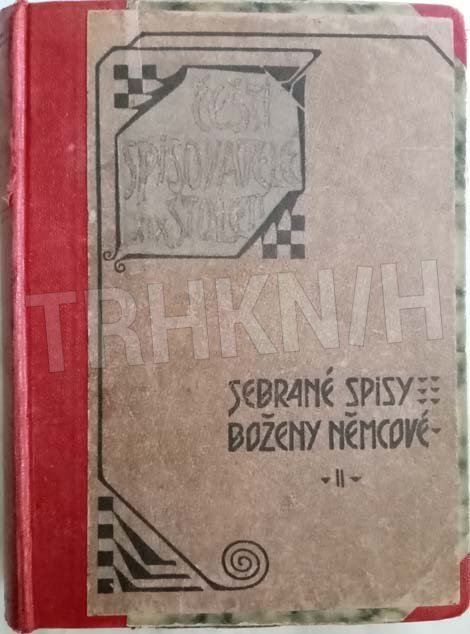 ČEŠTÍ
SPISOVATELÉ
XIX STOLETÍ
TRHKNIH
SEBRANÉ SPISY
BOŽENY NĚMCOVÉ
II